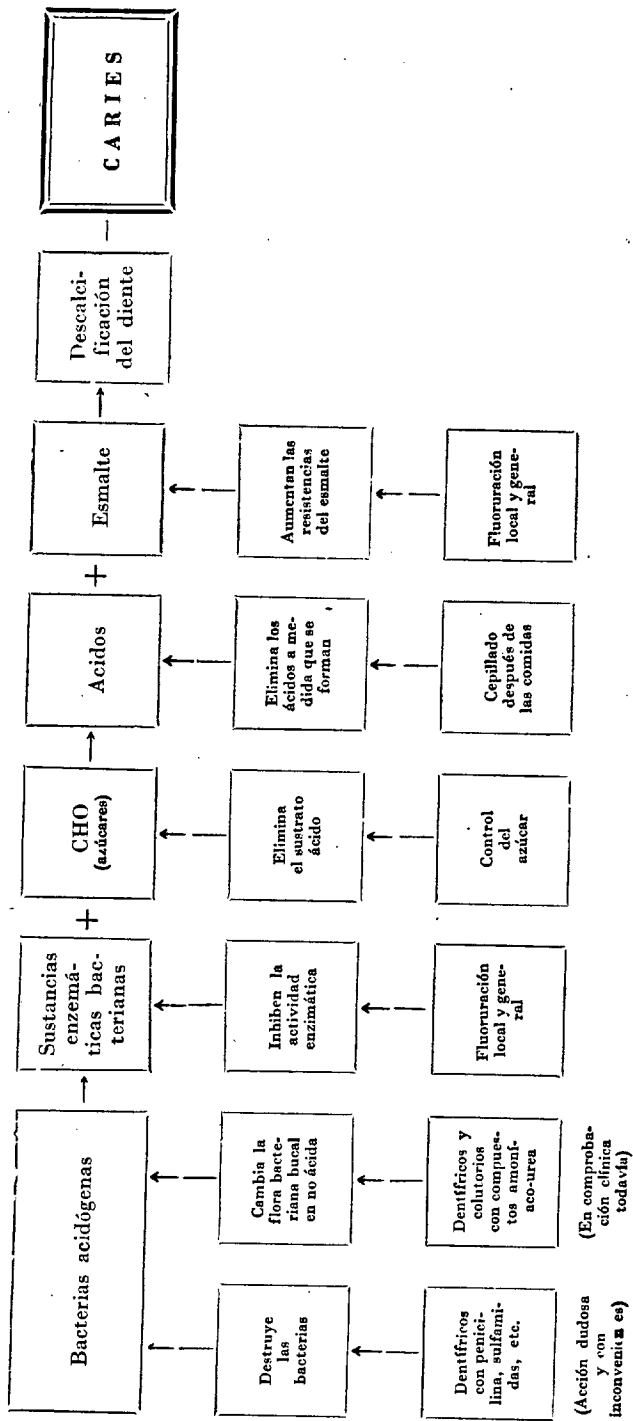 Bacterias acidógenas
Sustancias
enzemá-
ticas bac-
terianas
+
CHO
(azúcares)
Acidos
+
Esmalte
Descalci-
ficación
del diente
CARIES
Destruye
las
bacterias
Cambia la
flora bacte-
riana bucal
en no ácida
Inhiben la
actividad
enzimática
Elimina
el sustrato
ácido
Elimina los
ácidos a me-
dida que se
forman
Aumentan las
resistencias
del esmalte
Dentífricos
con penici-
lina, sulfami-
das, etc.
Dentífricos y
colutorios
con compues-
tos amoní-
aco-urea
Fluoruración
local y gene-
ral
Control
del
azúcar
Cepillado
después de
las comidas
Fluoruración
local y gene-
ral
(Acción dudosa
y con
inconvenientes)
(En comproba-
ción clínica
todavía)